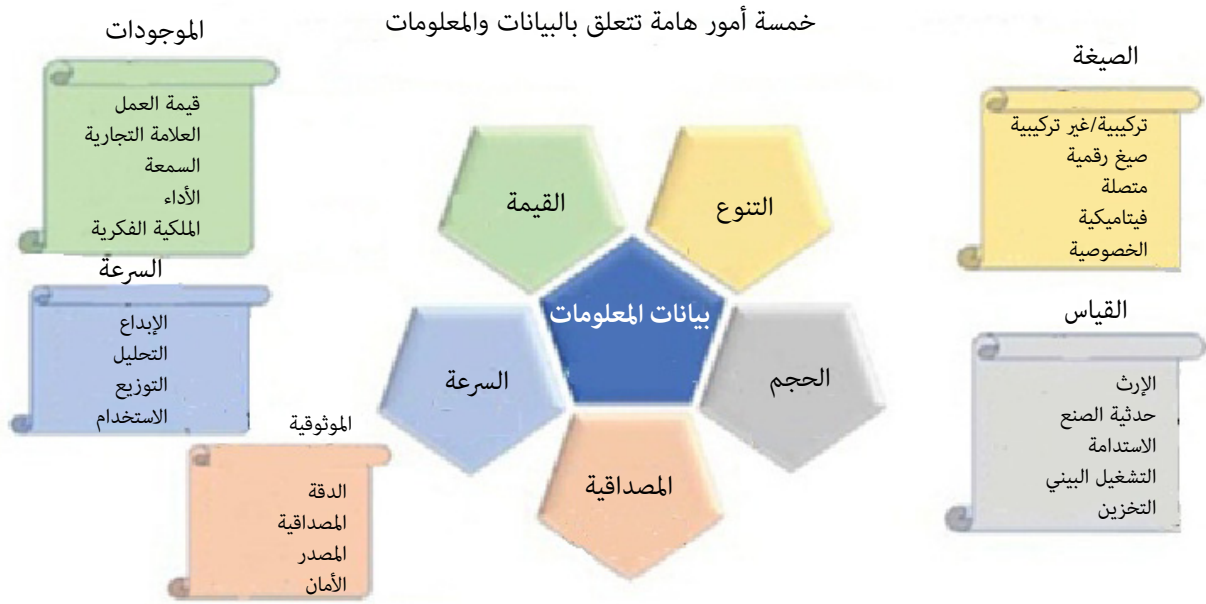 خمسة أمور هامة تتعلق بالبيانات والمعلومات
الصيغة
تركيبية/غير تركيبية
صيغ رقمية
متصلة
فيتاميكية
الخصوصية
القياس
الإرث
حدثية الصنع
الاستدامة
التشغيل البيني
التخزين
التنوع
القيمة
بيانات المعلومات
الحجم
السرعة
المصداقية
الموجودات
قيمة العمل
العلامة التجارية
السمعة
الأداء
الملكية الفكرية
السرعة
الإبداع
التحليل
التوزيع
الاستخدام
الموثوقية
الدقة
المصداقية
المصدر
الأمان